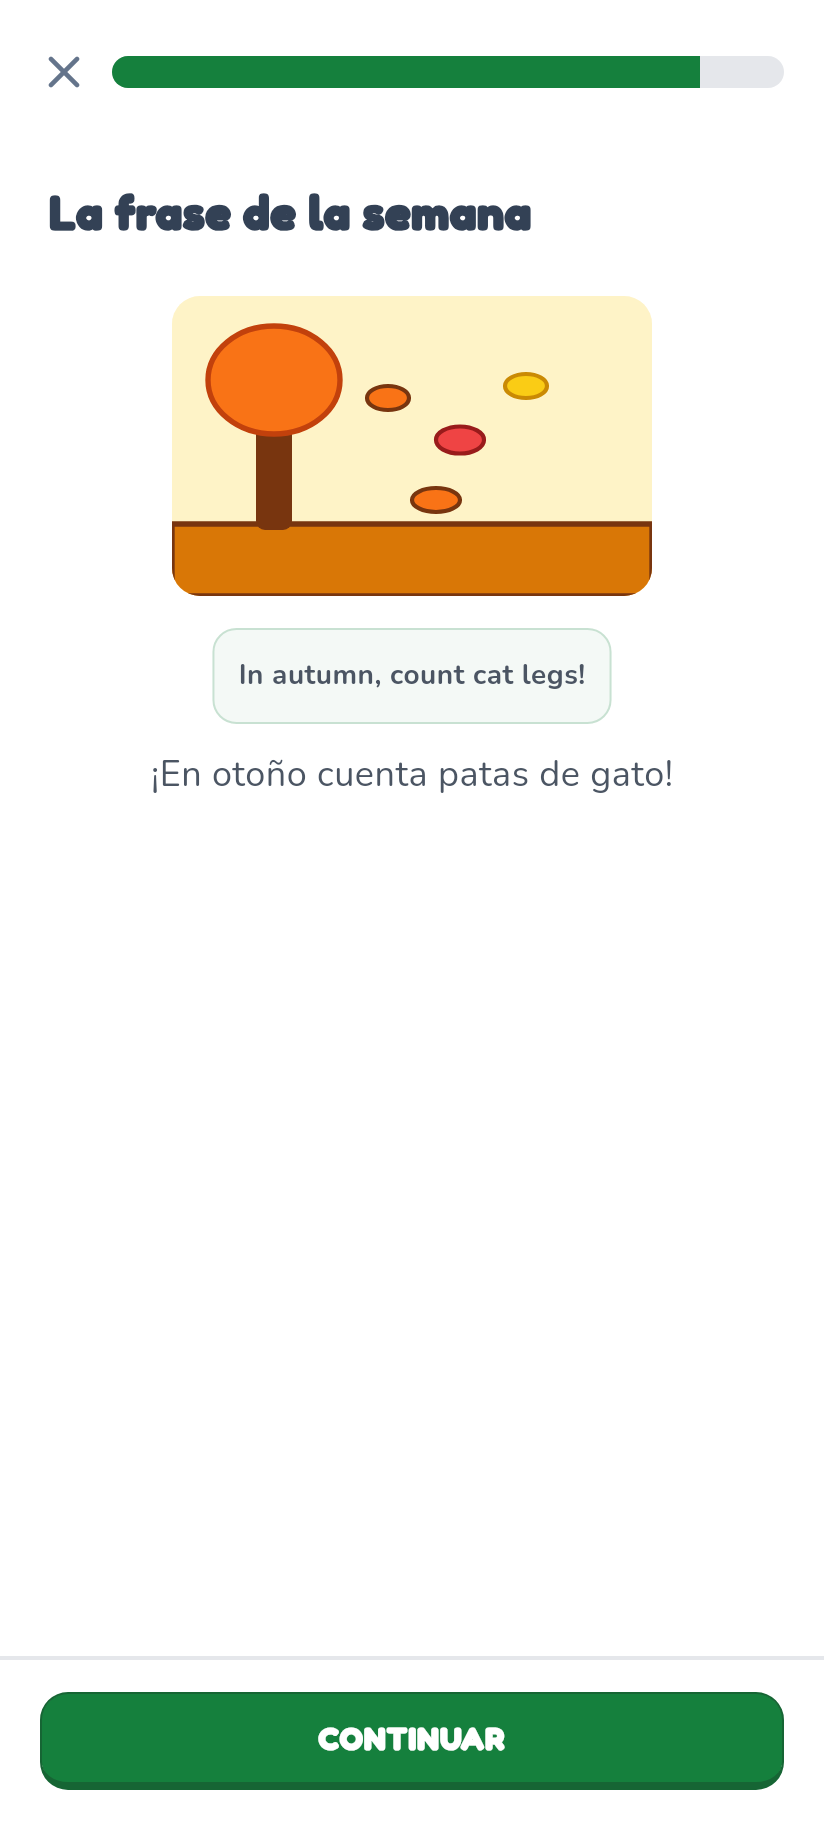 La frase de la semana
In autumn, count cat legs!
¡En otoño cuenta patas de gato!
CONTINUAR